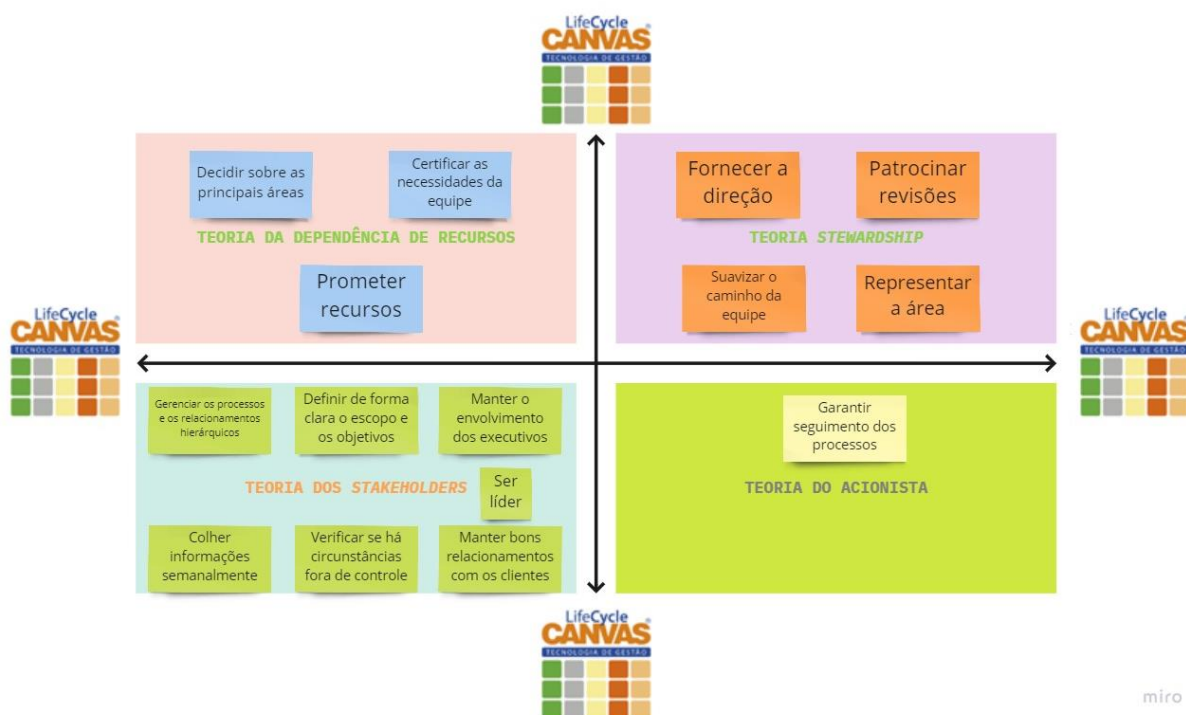 LifeCycle
CANVAS
TECNOLOGIA DE GESTÃO
Decidir sobre as
principais áreas
Certificar as
necessidades da
equipe
TEORIA DA DEPENDÊNCIA DE RECURSOS
Prometer
recursos
Fornecer a
direção
Patrocinar
revisões
TEORIA STEWARDSHIP
Suavizar o
caminho da
equipe
Representar
a área
LifeCycle
CANVAS
TECNOLOGIA DE GESTÃO
LifeCycle
CANVAS
TECNOLOGIA DE GESTÃO
Gerenciar os processos
e os relacionamentos
hierárquicos
Definir de forma
clara o escopo e
os objetivos
Manter o
envolvimento
dos executivos
TEORIA DOS STAKEHOLDERS
Ser
líder
Colher
informações
semanalmente
Verificar se há
circunstâncias
fora de controle
Manter bons
relacionamentos
com os clientes
Garantir
seguimento dos
processos
TEORIA DO ACIONISTA
LifeCycle
CANVAS
TECNOLOGIA DE GESTÃO
miro